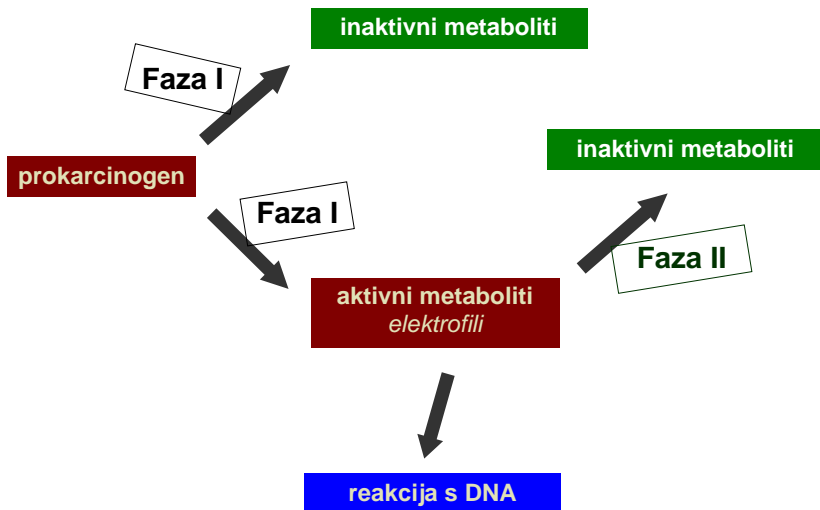 inaktivni metaboliti
Faza I
inaktivni metaboliti
prokarcinogen
Faza I
Faza II
aktivni metaboliti
elektrofili
reakcija s DNA